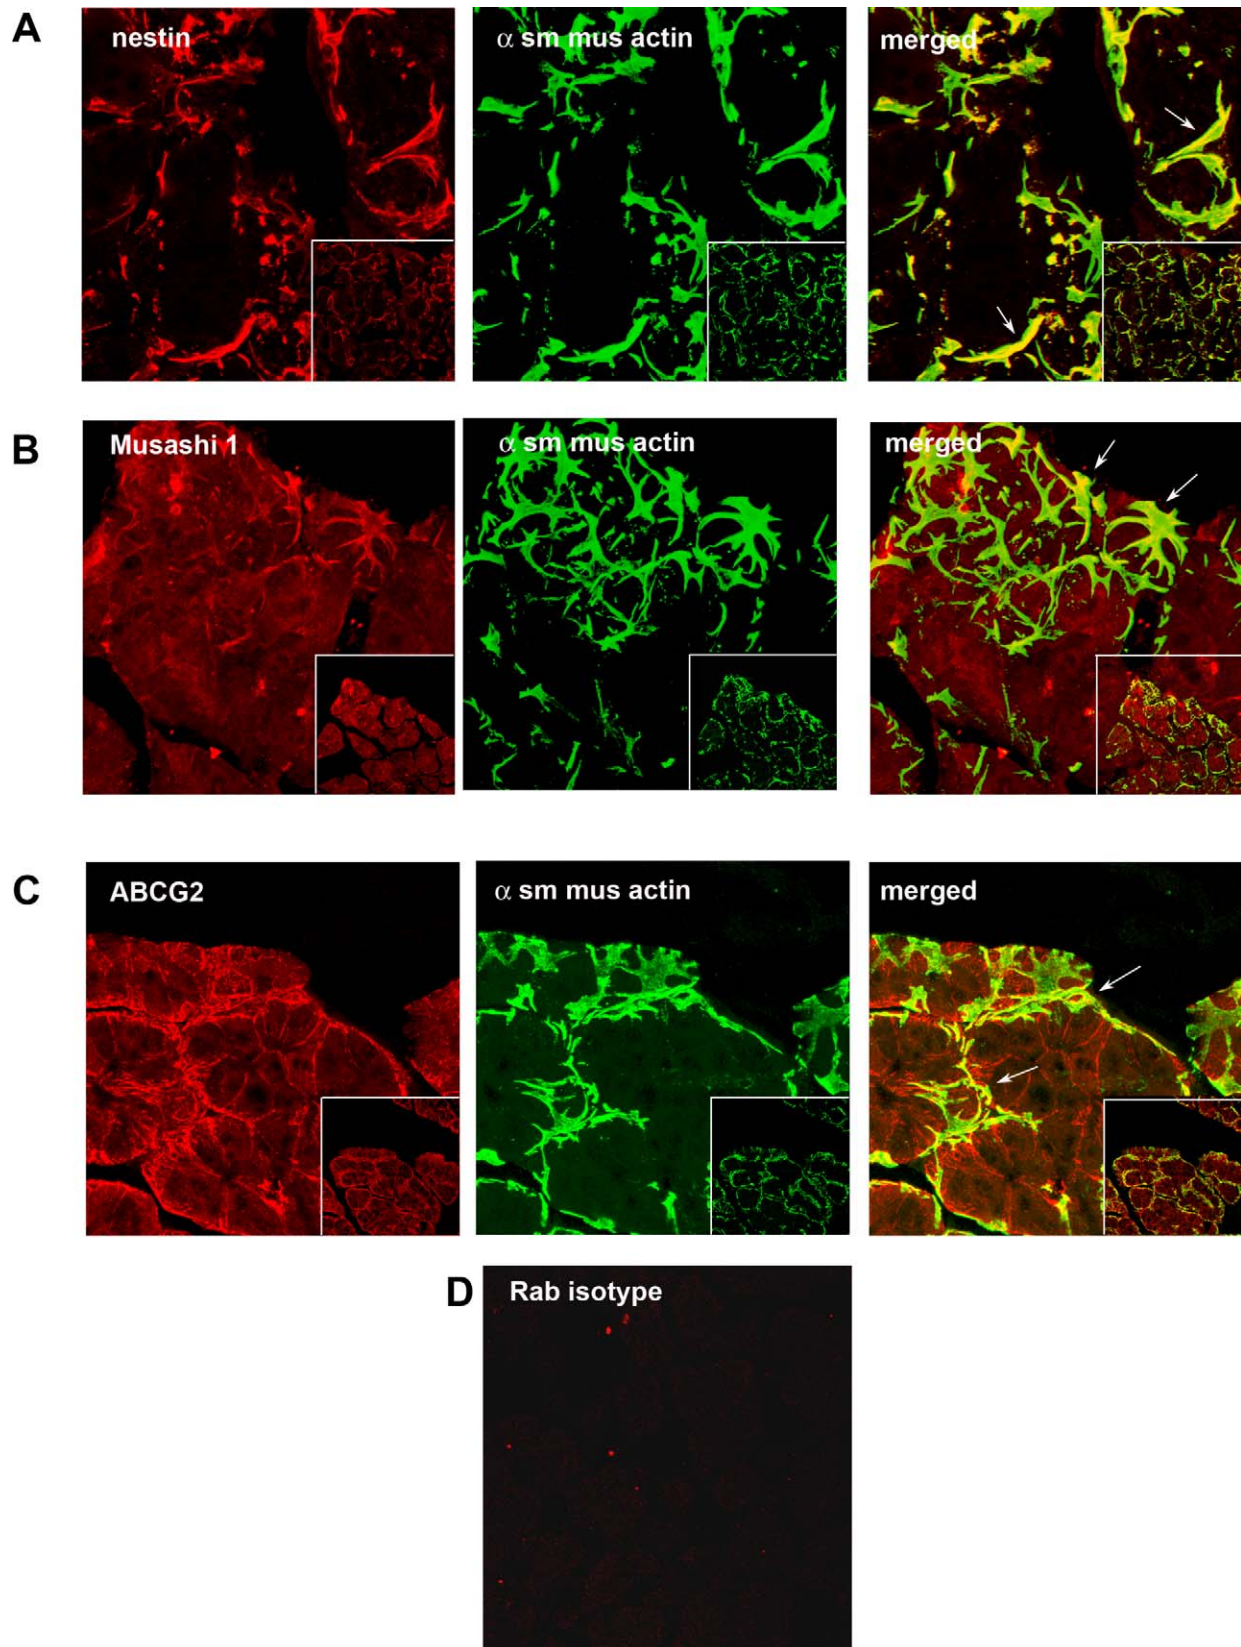 A
nestin
α sm mus actin
merged
B
Musashi 1
α sm mus actin
merged
C
ABCG2
α sm mus actin
merged
D
Rab isotype